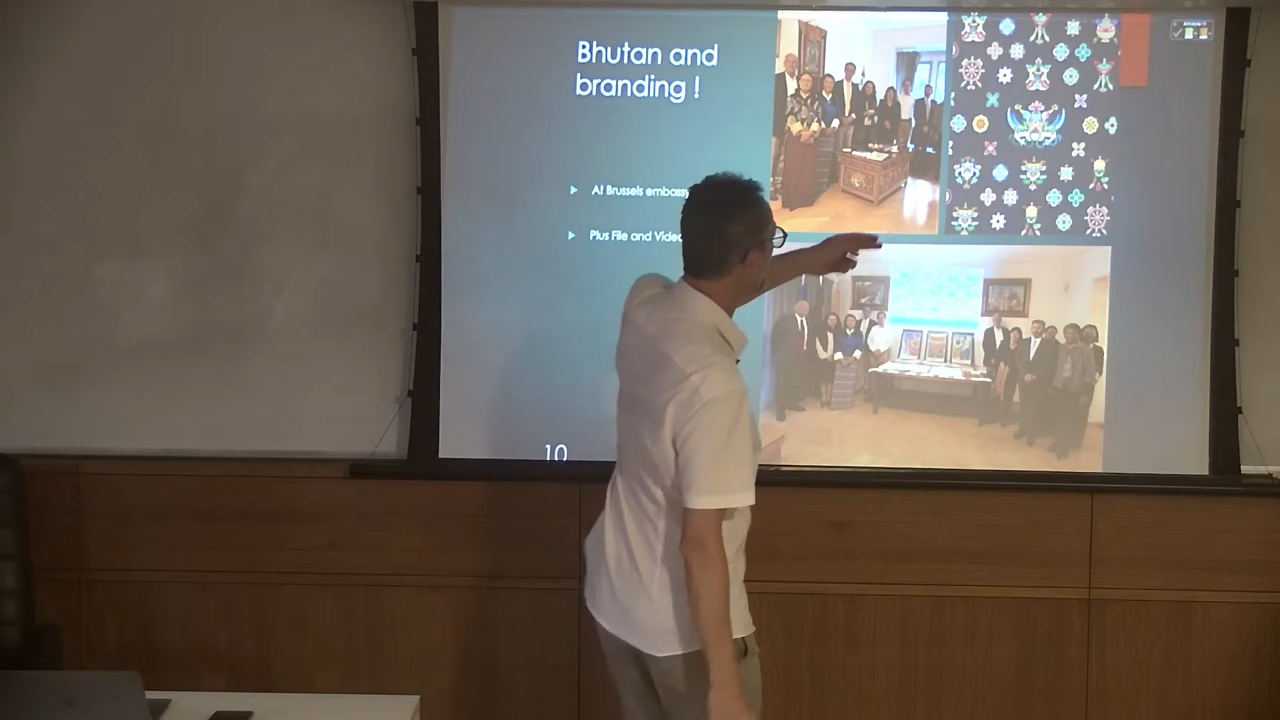 Bhutan and
branding !
At Brussels embassy
Plus File and Video
10